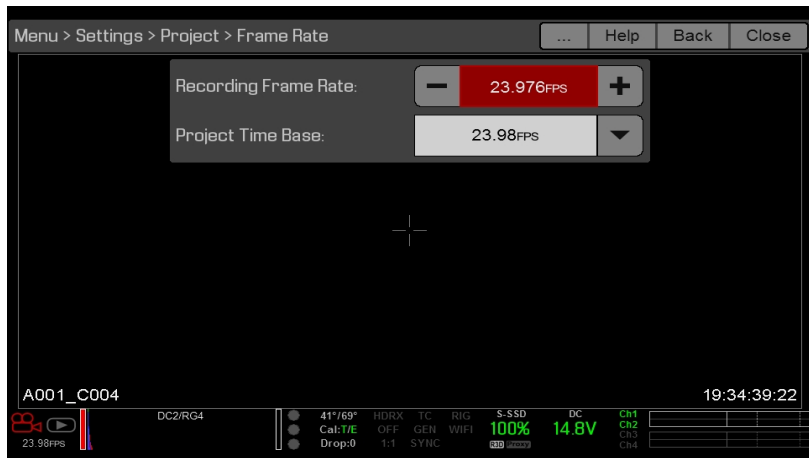 Menu > Settings > Project > Frame Rate ... Help Back Close
Recording Frame Rate: − 23.976FPS +
Project Time Base: 23.98FPS
A001_C004 19:34:39:22
DC2/RG4 41°/69° HDRX TC RIG S-SSD DC Ch1
Cal:T/E OFF GEN WIFI 100% 14.8V Ch2
23.98FPS Drop:0 1:1 SYNC R3D Proxy Ch3
Ch4